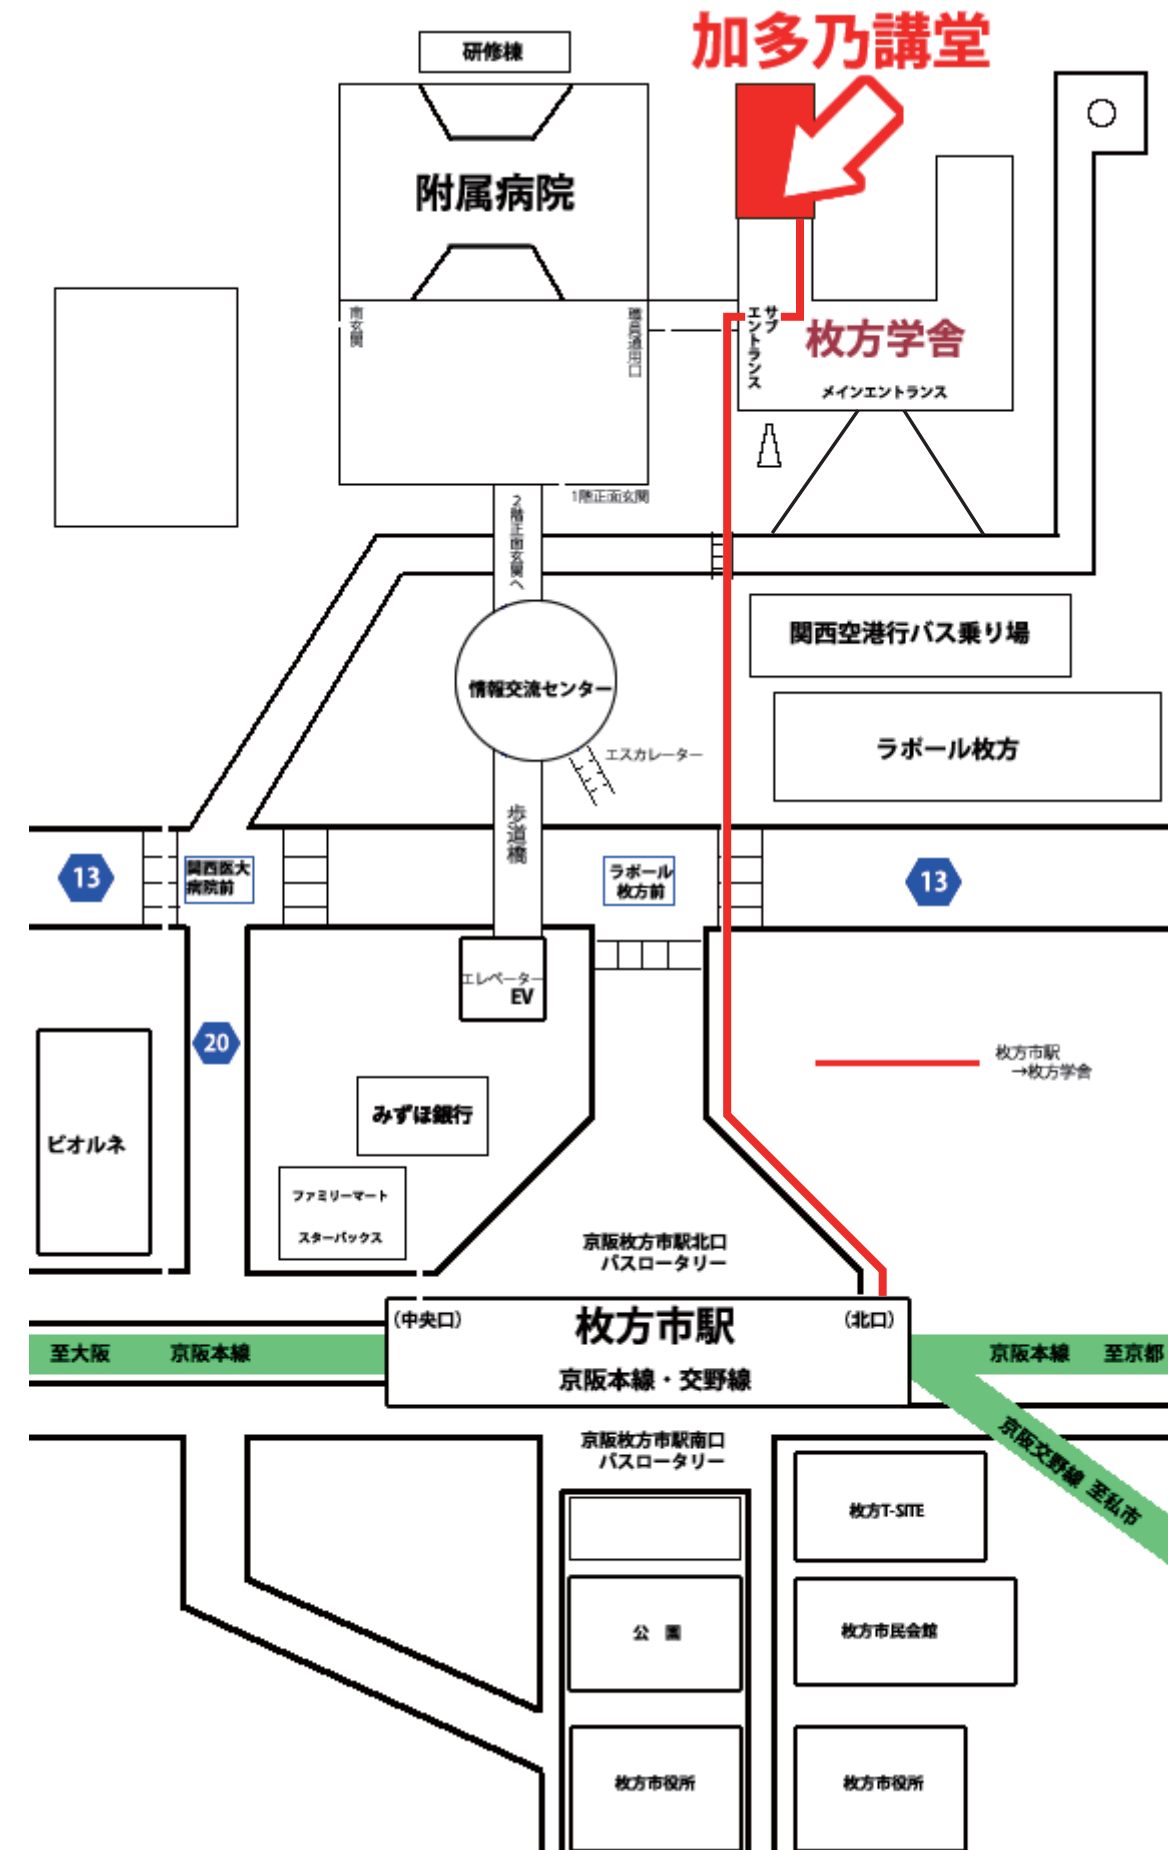 加多乃講堂
研修棟
附属病院
南玄関
職員通用口
サブ
エントランス
枚方学舎
メインエントランス
1階正面玄関
2階正面玄関へ
関西空港行バス乗り場
情報交流センター
ラポール枚方
エスカレーター
歩道橋
13
関西医大
病院前
ラポール
枚方前
13
エレベーター
EV
20
枚方市駅
→枚方学舎
みずほ銀行
ビオルネ
ファミリーマート
スターバックス
京阪枚方市駅北口
バスロータリー
(中央口)
枚方市駅
(北口)
至大阪
京阪本線
京阪本線・交野線
京阪本線
至京都
京阪枚方市駅南口
バスロータリー
京阪交野線 至私市
枚方T-SITE
公 園
枚方市民会館
枚方市役所
枚方市役所